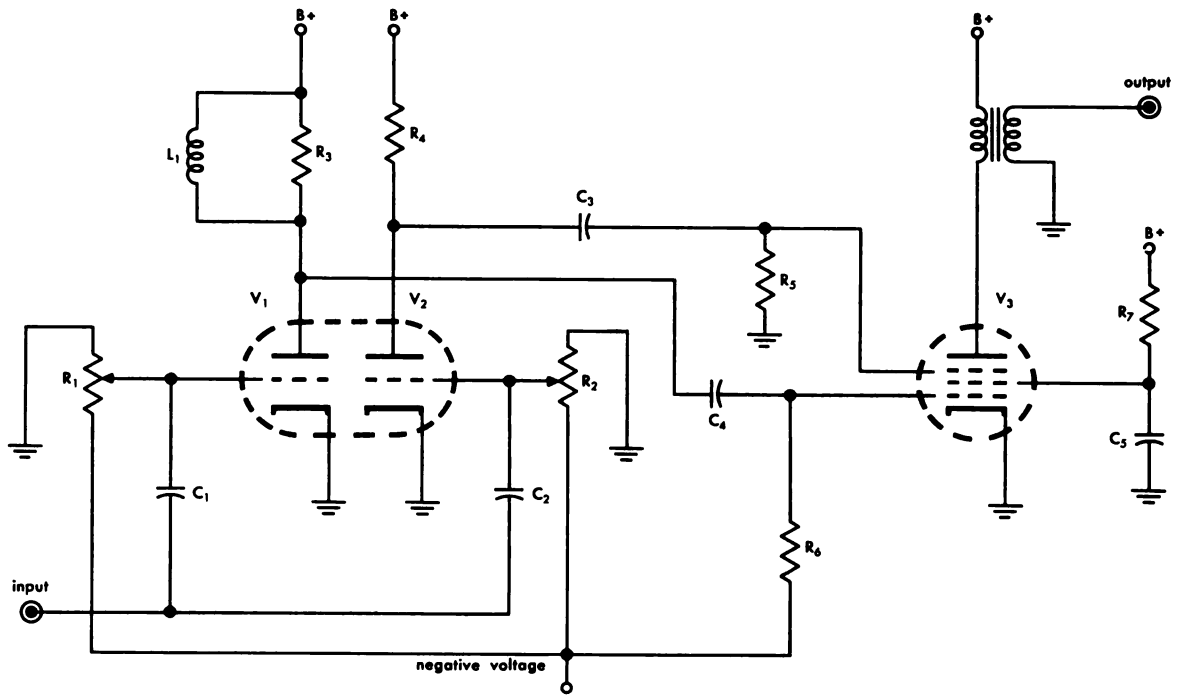 B+
B+
B+
output
L1
R3
R4
C3
B+
R5
R7
V1
V2
V3
R1
R2
C4
C5
C1
C2
R6
input
negative voltage